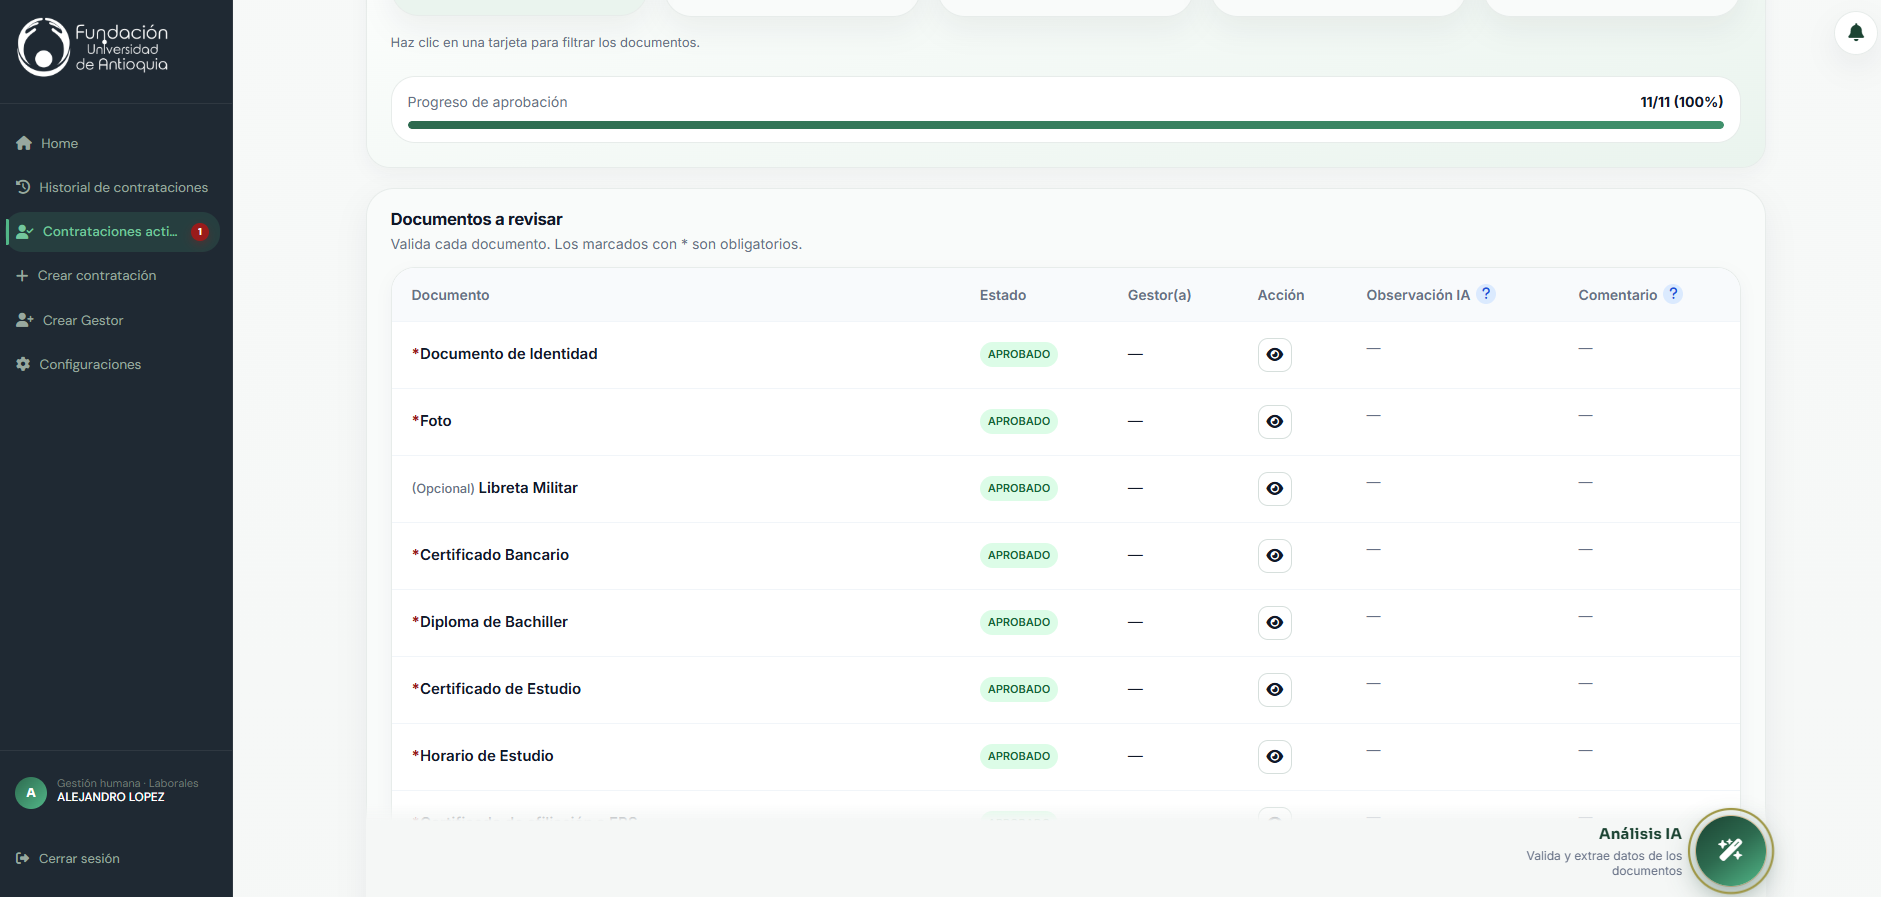 Fundación
Universidad
de Antioquia
Home
Historial de contrataciones
Contrataciones acti... 1
Crear contratación
Crear Gestor
Configuraciones
A
Gestión humana · Laborales
ALEJANDRO LOPEZ
Cerrar sesión
Haz clic en una tarjeta para filtrar los documentos.
Progreso de aprobación 11/11 (100%)
Documentos a revisar
Valida cada documento. Los marcados con * son obligatorios.
Documento Estado Gestor(a) Acción Observación IA ? Comentario ?
*Documento de Identidad APROBADO — — —
*Foto APROBADO — — —
(Opcional) Libreta Militar APROBADO — — —
*Certificado Bancario APROBADO — — —
*Diploma de Bachiller APROBADO — — —
*Certificado de Estudio APROBADO — — —
*Horario de Estudio APROBADO — — —
Análisis IA
Valida y extrae datos de los
documentos